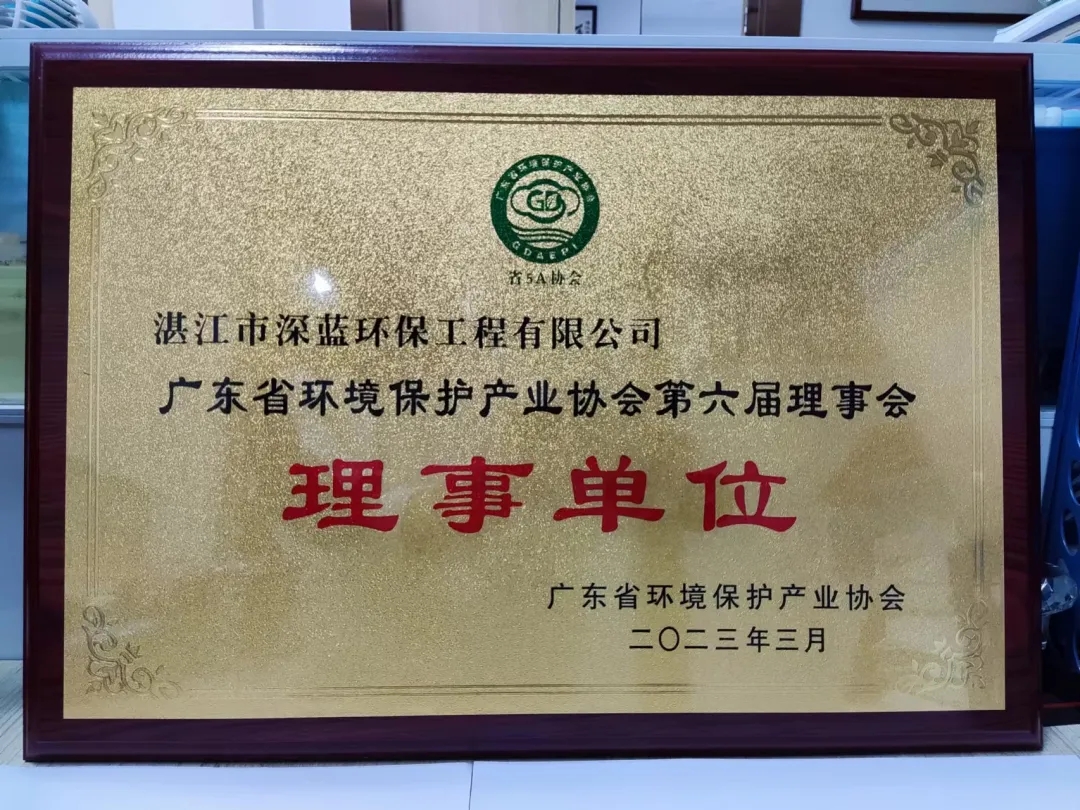 广东省环境保护产业协会
GD
GDAEPI
省5A协会
湛江市深蓝环保工程有限公司
广东省环境保护产业协会第六届理事会
理事单位
广东省环境保护产业协会
二〇二三年三月